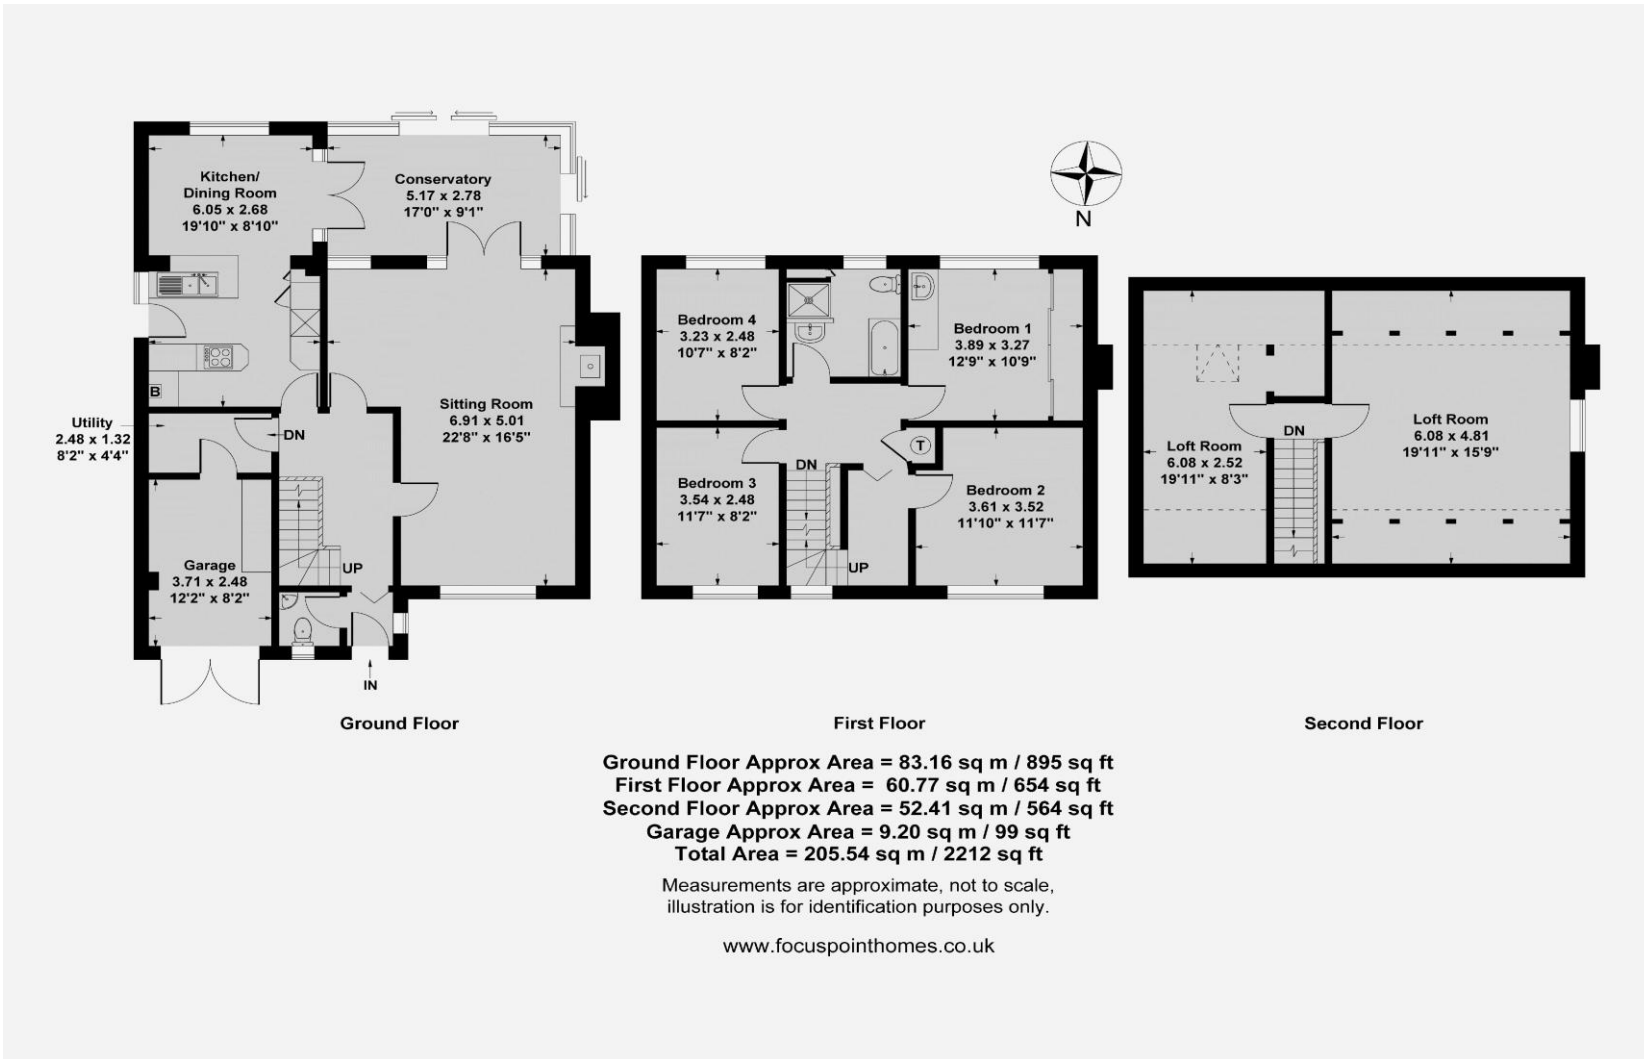 Kitchen/
Dining Room
6.05 x 2.68
19'10" x 8'10"
Conservatory
5.17 x 2.78
17'0" x 9'1"
B
Utility
2.48 x 1.32
8'2" x 4'4"
DN
Sitting Room
6.91 x 5.01
22'8" x 16'5"
Garage
3.71 x 2.48
12'2" x 8'2"
UP
IN
Ground Floor
N
Bedroom 4
3.23 x 2.48
10'7" x 8'2"
Bedroom 1
3.89 x 3.27
12'9" x 10'9"
T
DN
Bedroom 3
3.54 x 2.48
11'7" x 8'2"
Bedroom 2
3.61 x 3.52
11'10" x 11'7"
UP
First Floor
Loft Room
6.08 x 2.52
19'11" x 8'3"
DN
Loft Room
6.08 x 4.81
19'11" x 15'9"
Second Floor
Ground Floor Approx Area = 83.16 sq m / 895 sq ft
First Floor Approx Area = 60.77 sq m / 654 sq ft
Second Floor Approx Area = 52.41 sq m / 564 sq ft
Garage Approx Area = 9.20 sq m / 99 sq ft
Total Area = 205.54 sq m / 2212 sq ft
Measurements are approximate, not to scale,
illustration is for identification purposes only.
www.focuspointhomes.co.uk